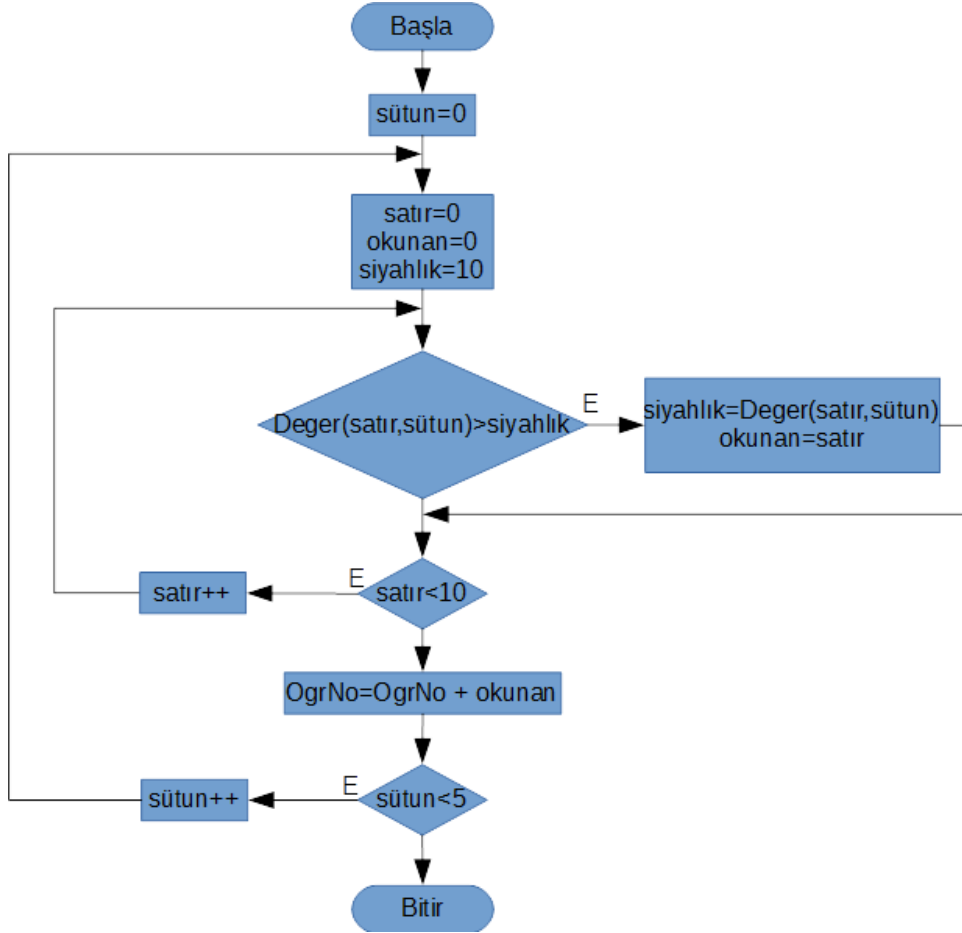 Başla
sütun=0
satır=0
okunan=0
siyahlık=10
Deger(satır,sütun)>siyahlık
E
siyahlık=Deger(satır,sütun)
okunan=satır
satır<10
E
satır++
OgrNo=OgrNo + okunan
sütun<5
E
sütun++
Bitir